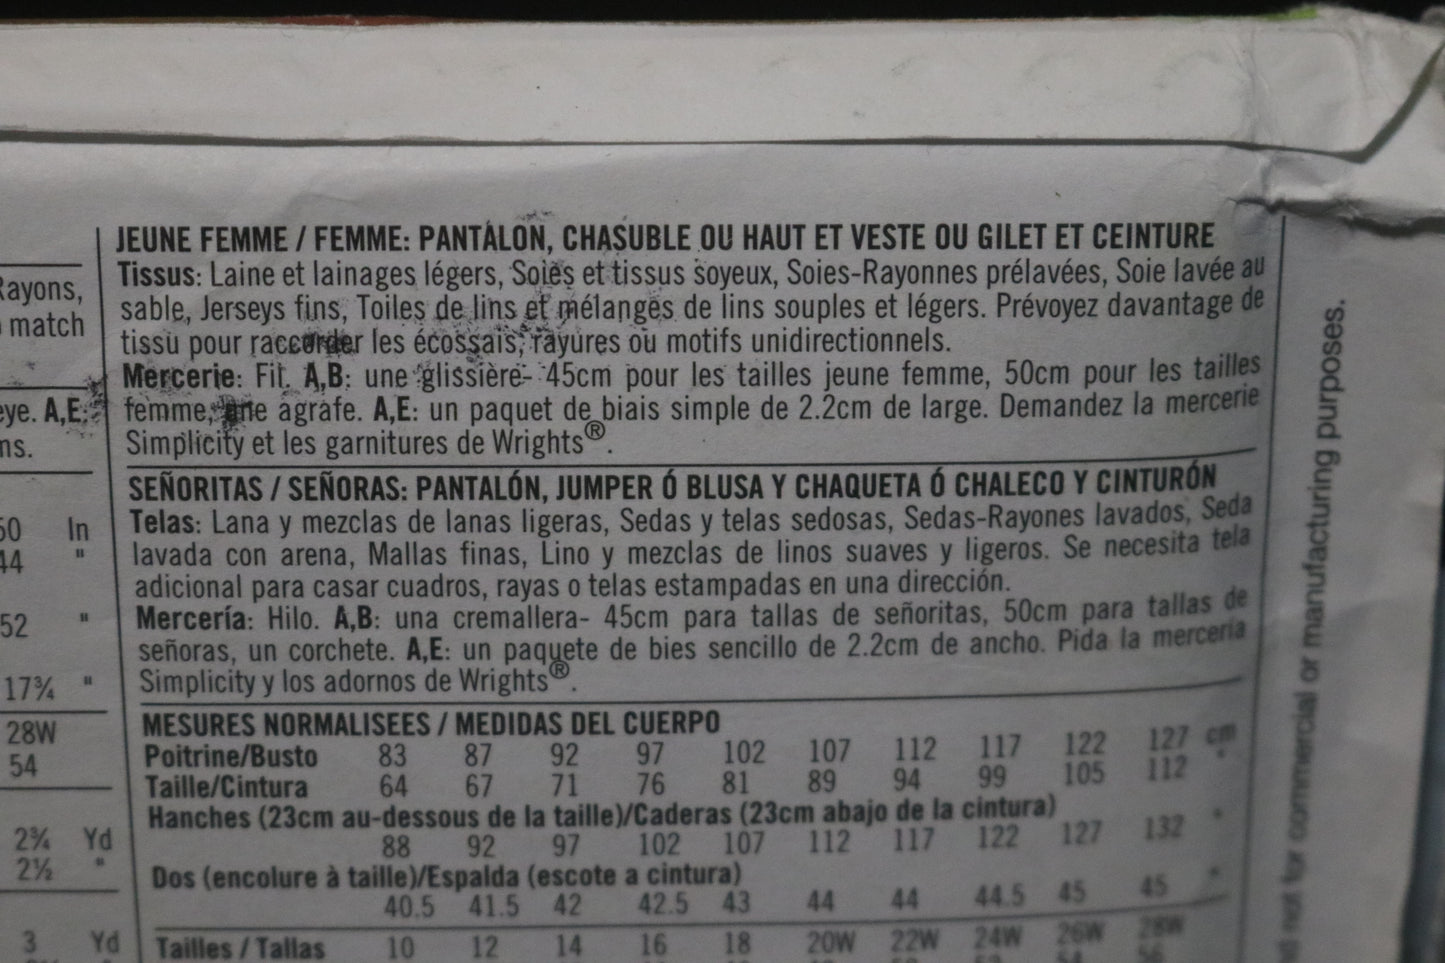 Rayons,
match
eye. A,E:
ns.
50 In
44 "
52 "
17¾ "
28W
54
2¾ Yd
2½ "
3 Yd
JEUNE FEMME / FEMME: PANTALON, CHASUBLE OU HAUT ET VESTE OU GILET ET CEINTURE
Tissus: Laine et lainages légers, Soies et tissus soyeux, Soies-Rayonnes prélavées, Soie lavée au
sable, Jerseys fins, Toiles de lins et mélanges de lins souples et légers. Prévoyez davantage de
tissu pour raccorder les écossais, rayures ou motifs unidirectionnels.
Mercerie: Fil. A,B: une glissière- 45cm pour les tailles jeune femme, 50cm pour les tailles
femme, une agrafe. A,E: un paquet de biais simple de 2.2cm de large. Demandez la mercerie
Simplicity et les garnitures de Wrights®.
SEÑORITAS / SEÑORAS: PANTALÓN, JUMPER Ó BLUSA Y CHAQUETA Ó CHALECO Y CINTURÓN
Telas: Lana y mezclas de lanas ligeras, Sedas y telas sedosas, Sedas-Rayones lavados, Seda
lavada con arena, Mallas finas, Lino y mezclas de linos suaves y ligeros. Se necesita tela
adicional para casar cuadros, rayas o telas estampadas en una dirección.
Mercería: Hilo. A,B: una cremallera- 45cm para tallas de señoritas, 50cm para tallas de
señoras, un corchete. A,E: un paquete de bies sencillo de 2.2cm de ancho. Pida la mercería
Simplicity y los adornos de Wrights®.
MESURES NORMALISEES / MEDIDAS DEL CUERPO
Poitrine/Busto 83 87 92 97 102 107 112 117 122 127 cm
Taille/Cintura 64 67 71 76 81 89 94 99 105 112 "
Hanches (23cm au-dessous de la taille)/Caderas (23cm abajo de la cintura)
88 92 97 102 107 112 117 122 127 132 "
Dos (encolure à taille)/Espalda (escote a cintura)
40.5 41.5 42 42.5 43 44 44 44.5 45 45 "
Tailles / Tallas 10 12 14 16 18 20W 22W 24W 26W 28W
not for commercial or manufacturing purposes.